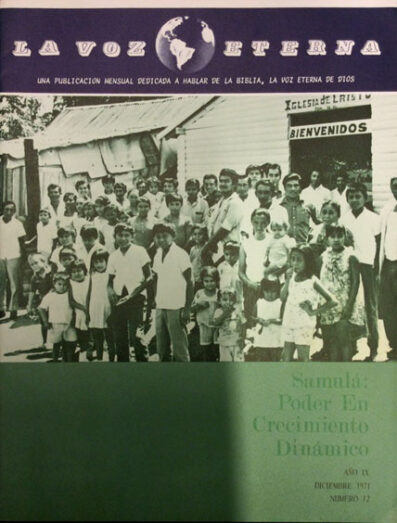 LA VOZ ETERNA
UNA PUBLICACION MENSUAL DEDICADA A HABLAR DE LA BIBLIA, LA VOZ ETERNA DE DIOS
Iglesia de Cristo
BIENVENIDOS
Samulá:
Poder En
Crecimiento
Dinámico
AÑO IX
DICIEMBRE 1971
NUMERO 12